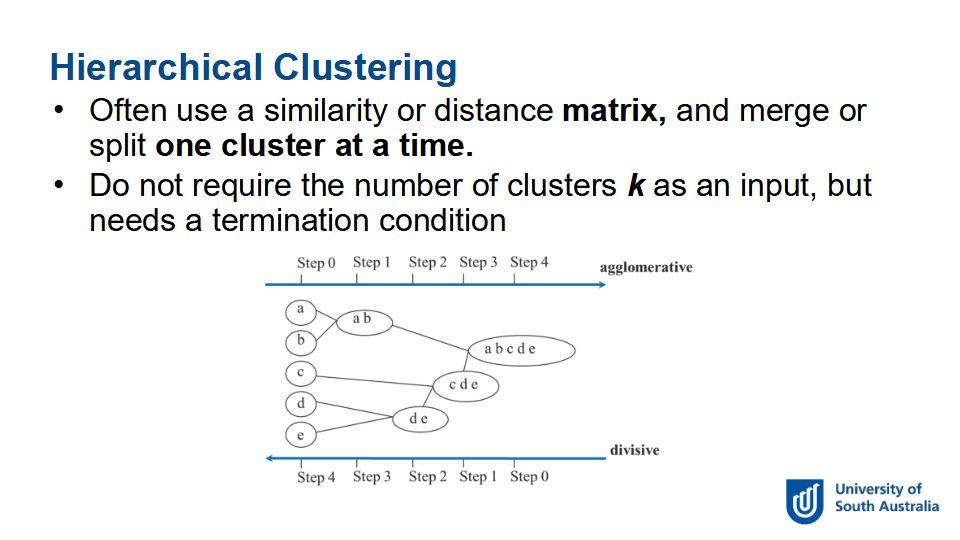 Hierarchical Clustering
• Often use a similarity or distance matrix, and merge or
split one cluster at a time.
• Do not require the number of clusters k as an input, but
needs a termination condition
Step 0 Step 1 Step 2 Step 3 Step 4
agglomerative
a
a b
b
a b c d e
c
c d e
d
d e
e
divisive
Step 4 Step 3 Step 2 Step 1 Step 0
University of
South Australia